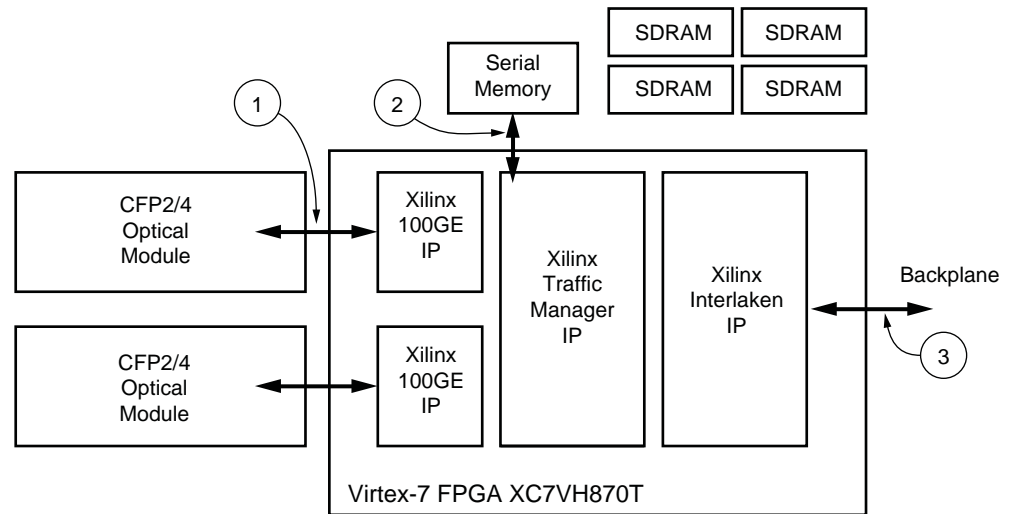 SDRAM
SDRAM
Serial
Memory
SDRAM
SDRAM
1
2
CFP2/4
Optical
Module
Xilinx
100GE
IP
Xilinx
Traffic
Manager
IP
Xilinx
Interlaken
IP
Backplane
3
CFP2/4
Optical
Module
Xilinx
100GE
IP
Virtex-7 FPGA XC7VH870T